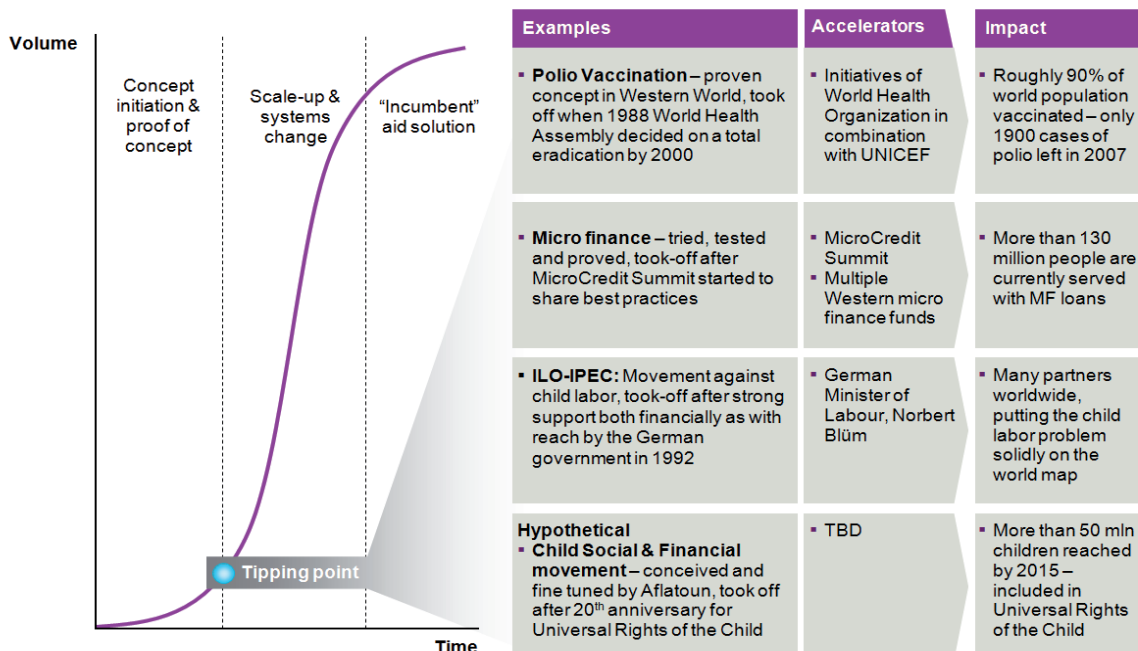 Volume
Concept
initiation &
proof of
concept
Scale-up &
systems
change
“Incumbent”
aid solution
Tipping point
Time
Examples
Accelerators
Impact
▪ Polio Vaccination – proven
concept in Western World, took
off when 1988 World Health
Assembly decided on a total
eradication by 2000
▪ Initiatives of
World Health
Organization in
combination
with UNICEF
▪ Roughly 90% of
world population
vaccinated – only
1900 cases of
polio left in 2007
▪ Micro finance – tried, tested
and proved, took-off after
MicroCredit Summit started to
share best practices
▪ MicroCredit
Summit
▪ Multiple
Western micro
finance funds
▪ More than 130
million people are
currently served
with MF loans
▪ ILO-IPEC: Movement against
child labor, took-off after strong
support both financially as with
reach by the German
government in 1992
▪ German
Minister of
Labour, Norbert
Blüm
▪ Many partners
worldwide,
putting the child
labor problem
solidly on the
world map
Hypothetical
▪ Child Social & Financial
movement – conceived and
fine tuned by Aflatoun, took off
after 20th anniversary for
Universal Rights of the Child
▪ TBD
▪ More than 50 mln
children reached
by 2015 –
included in
Universal Rights
of the Child